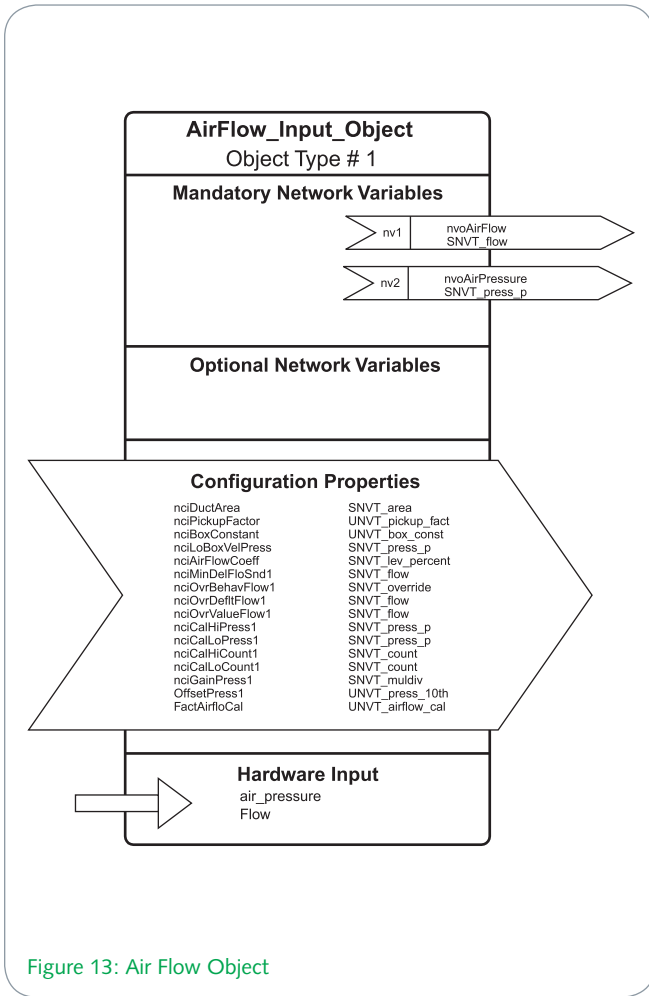 AirFlow_Input_Object
Object Type # 1
Mandatory Network Variables
nv1 nvoAirFlow
SNVT_flow
nv2 nvoAirPressure
SNVT_press_p
Optional Network Variables
Configuration Properties
nciDuctArea SNVT_area
nciPickupFactor UNVT_pickup_fact
nciBoxConstant UNVT_box_const
nciLoBoxVelPress SNVT_press_p
nciAirFlowCoeff SNVT_lev_percent
nciMinDelFloSnd1 SNVT_flow
nciOvrBehavFlow1 SNVT_override
nciOvrDefltFlow1 SNVT_flow
nciOvrValueFlow1 SNVT_flow
nciCalHiPress1 SNVT_press_p
nciCalLoPress1 SNVT_press_p
nciCalHiCount1 SNVT_count
nciCalLoCount1 SNVT_count
nciGainPress1 SNVT_muldiv
OffsetPress1 UNVT_press_10th
FactAirfloCal UNVT_airflow_cal
Hardware Input
air_pressure
Flow
Figure 13: Air Flow Object